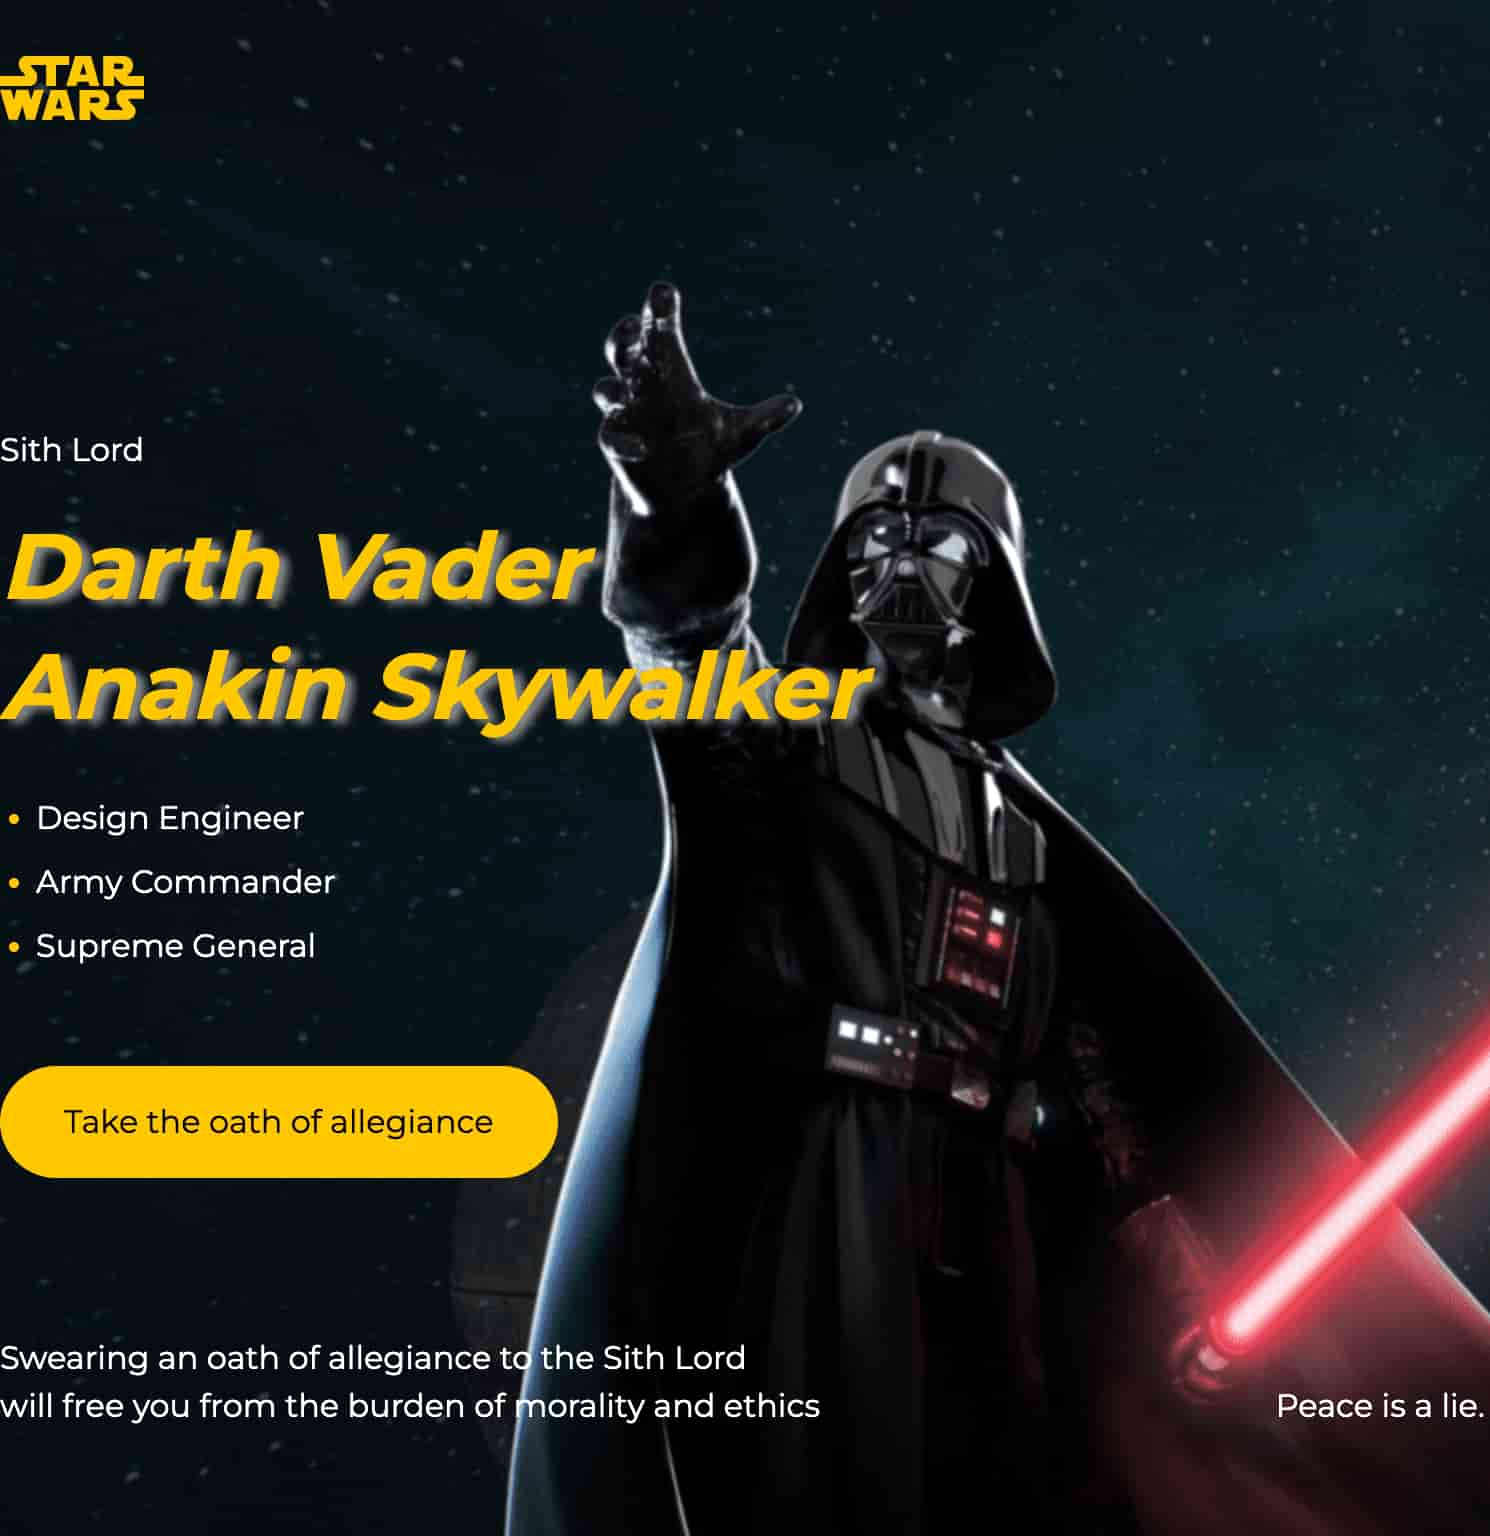 STAR
WARS
Sith Lord
Darth Vader
Anakin Skywalker
Design Engineer
Army Commander
Supreme General
Take the oath of allegiance
Swearing an oath of allegiance to the Sith Lord
will free you from the burden of morality and ethics
Peace is a lie.